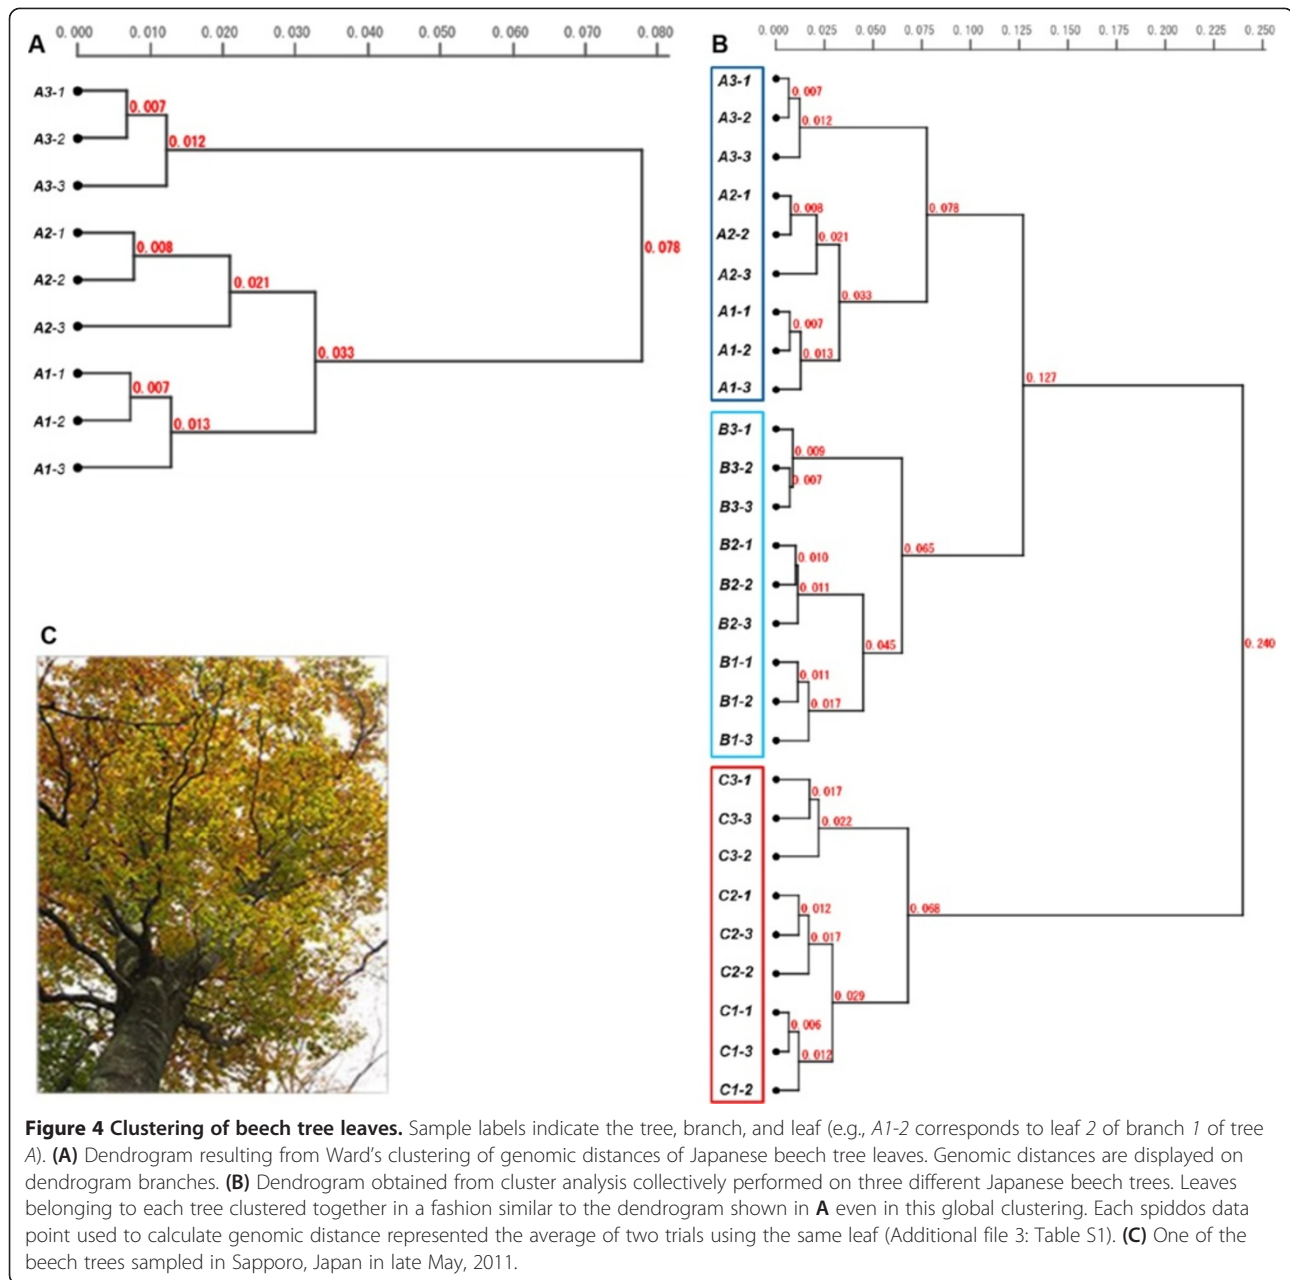 A
0.000 0.010 0.020 0.030 0.040 0.050 0.060 0.070 0.080
A3-1
0.007
A3-2
0.012
A3-3
A2-1
0.008
A2-2
0.021
A2-3
0.078
0.033
A1-1
0.007
A1-2
0.013
A1-3
B
0.000 0.025 0.050 0.075 0.100 0.125 0.150 0.175 0.200 0.225 0.250
A3-1
0.007
A3-2
0.012
A3-3
A2-1
0.008
0.078
A2-2
0.021
A2-3
0.033
A1-1
0.007
A1-2
0.013
A1-3
0.127
B3-1
0.009
B3-2
0.007
B3-3
B2-1
0.010
0.065
B2-2
0.011
B2-3
0.045
0.240
B1-1
0.011
B1-2
0.017
B1-3
C3-1
0.017
C3-3
0.022
C3-2
C2-1
0.012
0.068
C2-3
0.017
C2-2
0.029
C1-1
0.006
C1-3
0.012
C1-2
C
Figure 4 Clustering of beech tree leaves. Sample labels indicate the tree, branch, and leaf (e.g., A1-2 corresponds to leaf 2 of branch 1 of tree
A). (A) Dendrogram resulting from Ward's clustering of genomic distances of Japanese beech tree leaves. Genomic distances are displayed on
dendrogram branches. (B) Dendrogram obtained from cluster analysis collectively performed on three different Japanese beech trees. Leaves
belonging to each tree clustered together in a fashion similar to the dendrogram shown in A even in this global clustering. Each spiddos data
point used to calculate genomic distance represented the average of two trials using the same leaf (Additional file 3: Table S1). (C) One of the
beech trees sampled in Sapporo, Japan in late May, 2011.